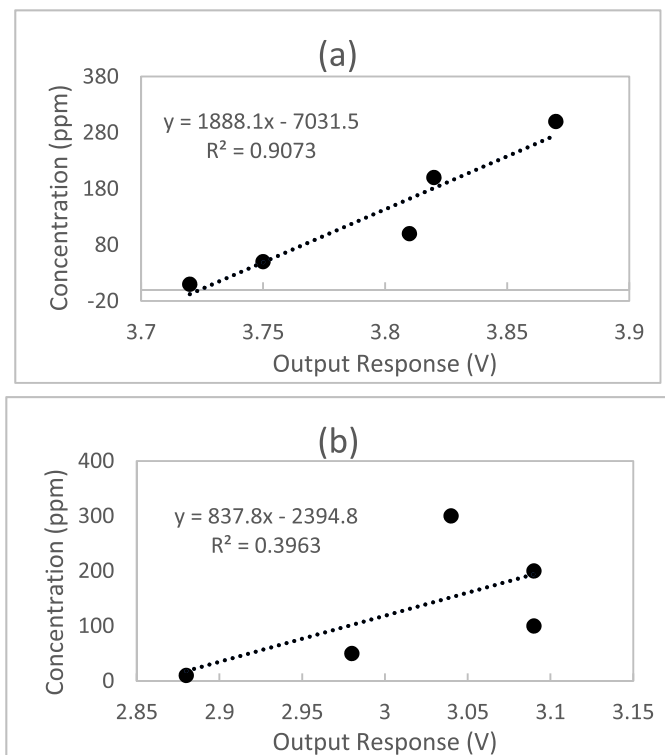 (a)
380
280
180
80
-20
Concentration (ppm)
y = 1888.1x - 7031.5
R² = 0.9073
3.7 3.75 3.8 3.85 3.9
Output Response (V)
(b)
400
300
200
100
0
Concentration (ppm)
y = 837.8x - 2394.8
R² = 0.3963
2.85 2.9 2.95 3 3.05 3.1 3.15
Output Response (V)